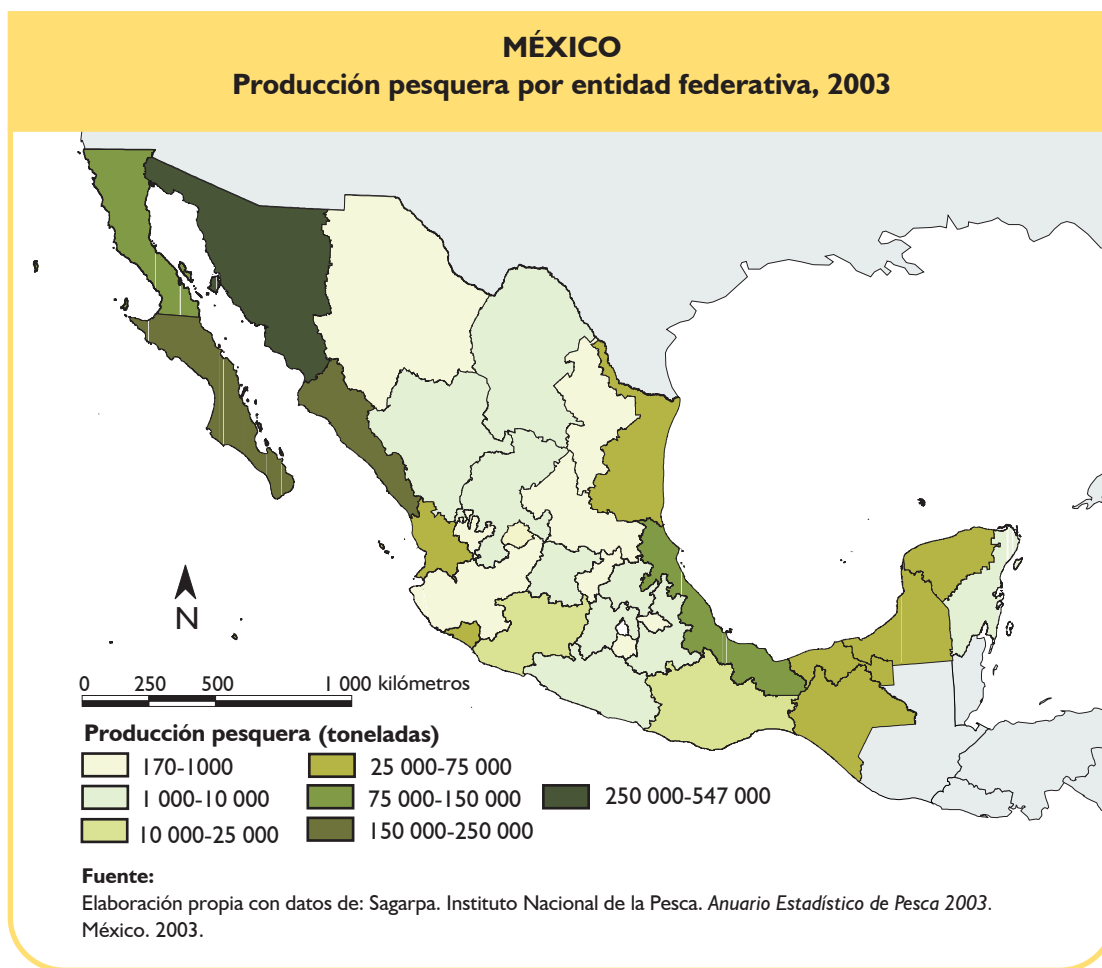 MÉXICO
Producción pesquera por entidad federativa, 2003
N
0 250 500 1 000 kilómetros
Producción pesquera (toneladas)
170-1000
25 000-75 000
1 000-10 000
75 000-150 000
250 000-547 000
10 000-25 000
150 000-250 000
Fuente:
Elaboración propia con datos de: Sagarpa. Instituto Nacional de la Pesca. Anuario Estadístico de Pesca 2003.
México. 2003.